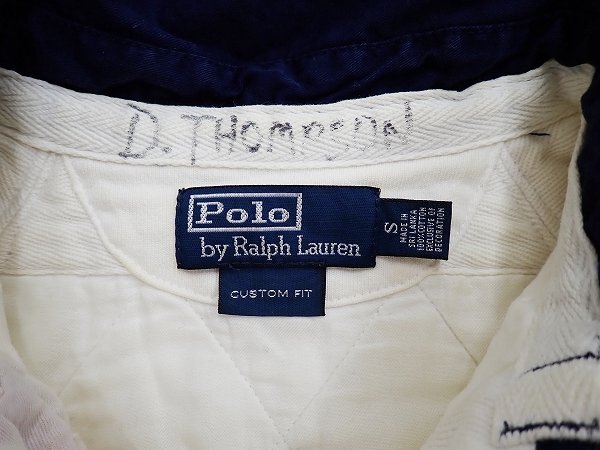 D. THOMPSON
Polo
by Ralph Lauren
CUSTOM FIT
S
MADE IN
SRI LANKA
100% COTTON
EXCLUSIVE OF
DECORATION